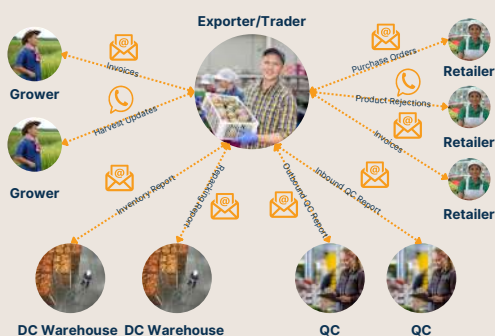 Exporter/Trader
Invoices
Purchase Orders
Retailer
Grower
Harvest Updates
Product Rejections
Retailer
Invoices
Grower
Inventory Report
Repacking Report
Outbound QC Report
Inbound QC Report
Retailer
DC Warehouse
DC Warehouse
QC
QC